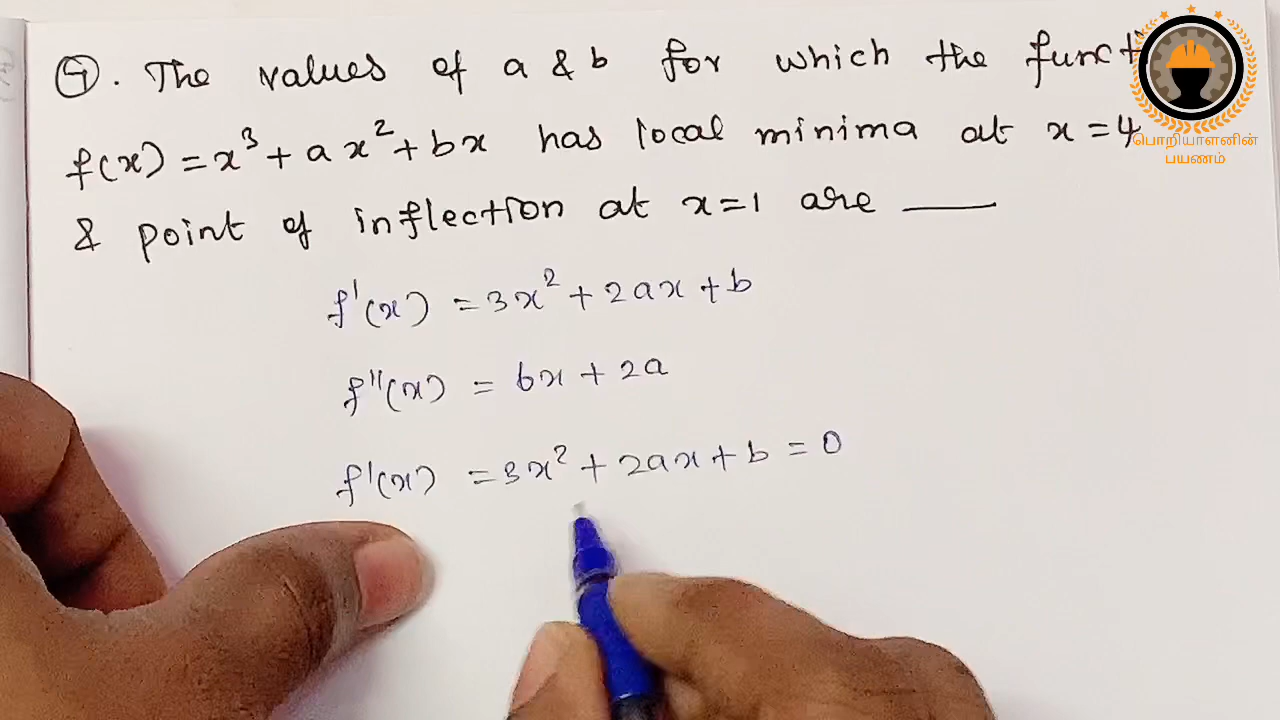 9. The values of a & b for which the funct
f(x) = x³ + ax² + bx has local minima at x = 4
& point of inflection at x=1 are ___
f'(x) = 3x² + 2ax + b
f''(x) = 6x + 2a
f'(x) = 3x² + 2ax + b = 0
பொறியாளனின்
பயணம்